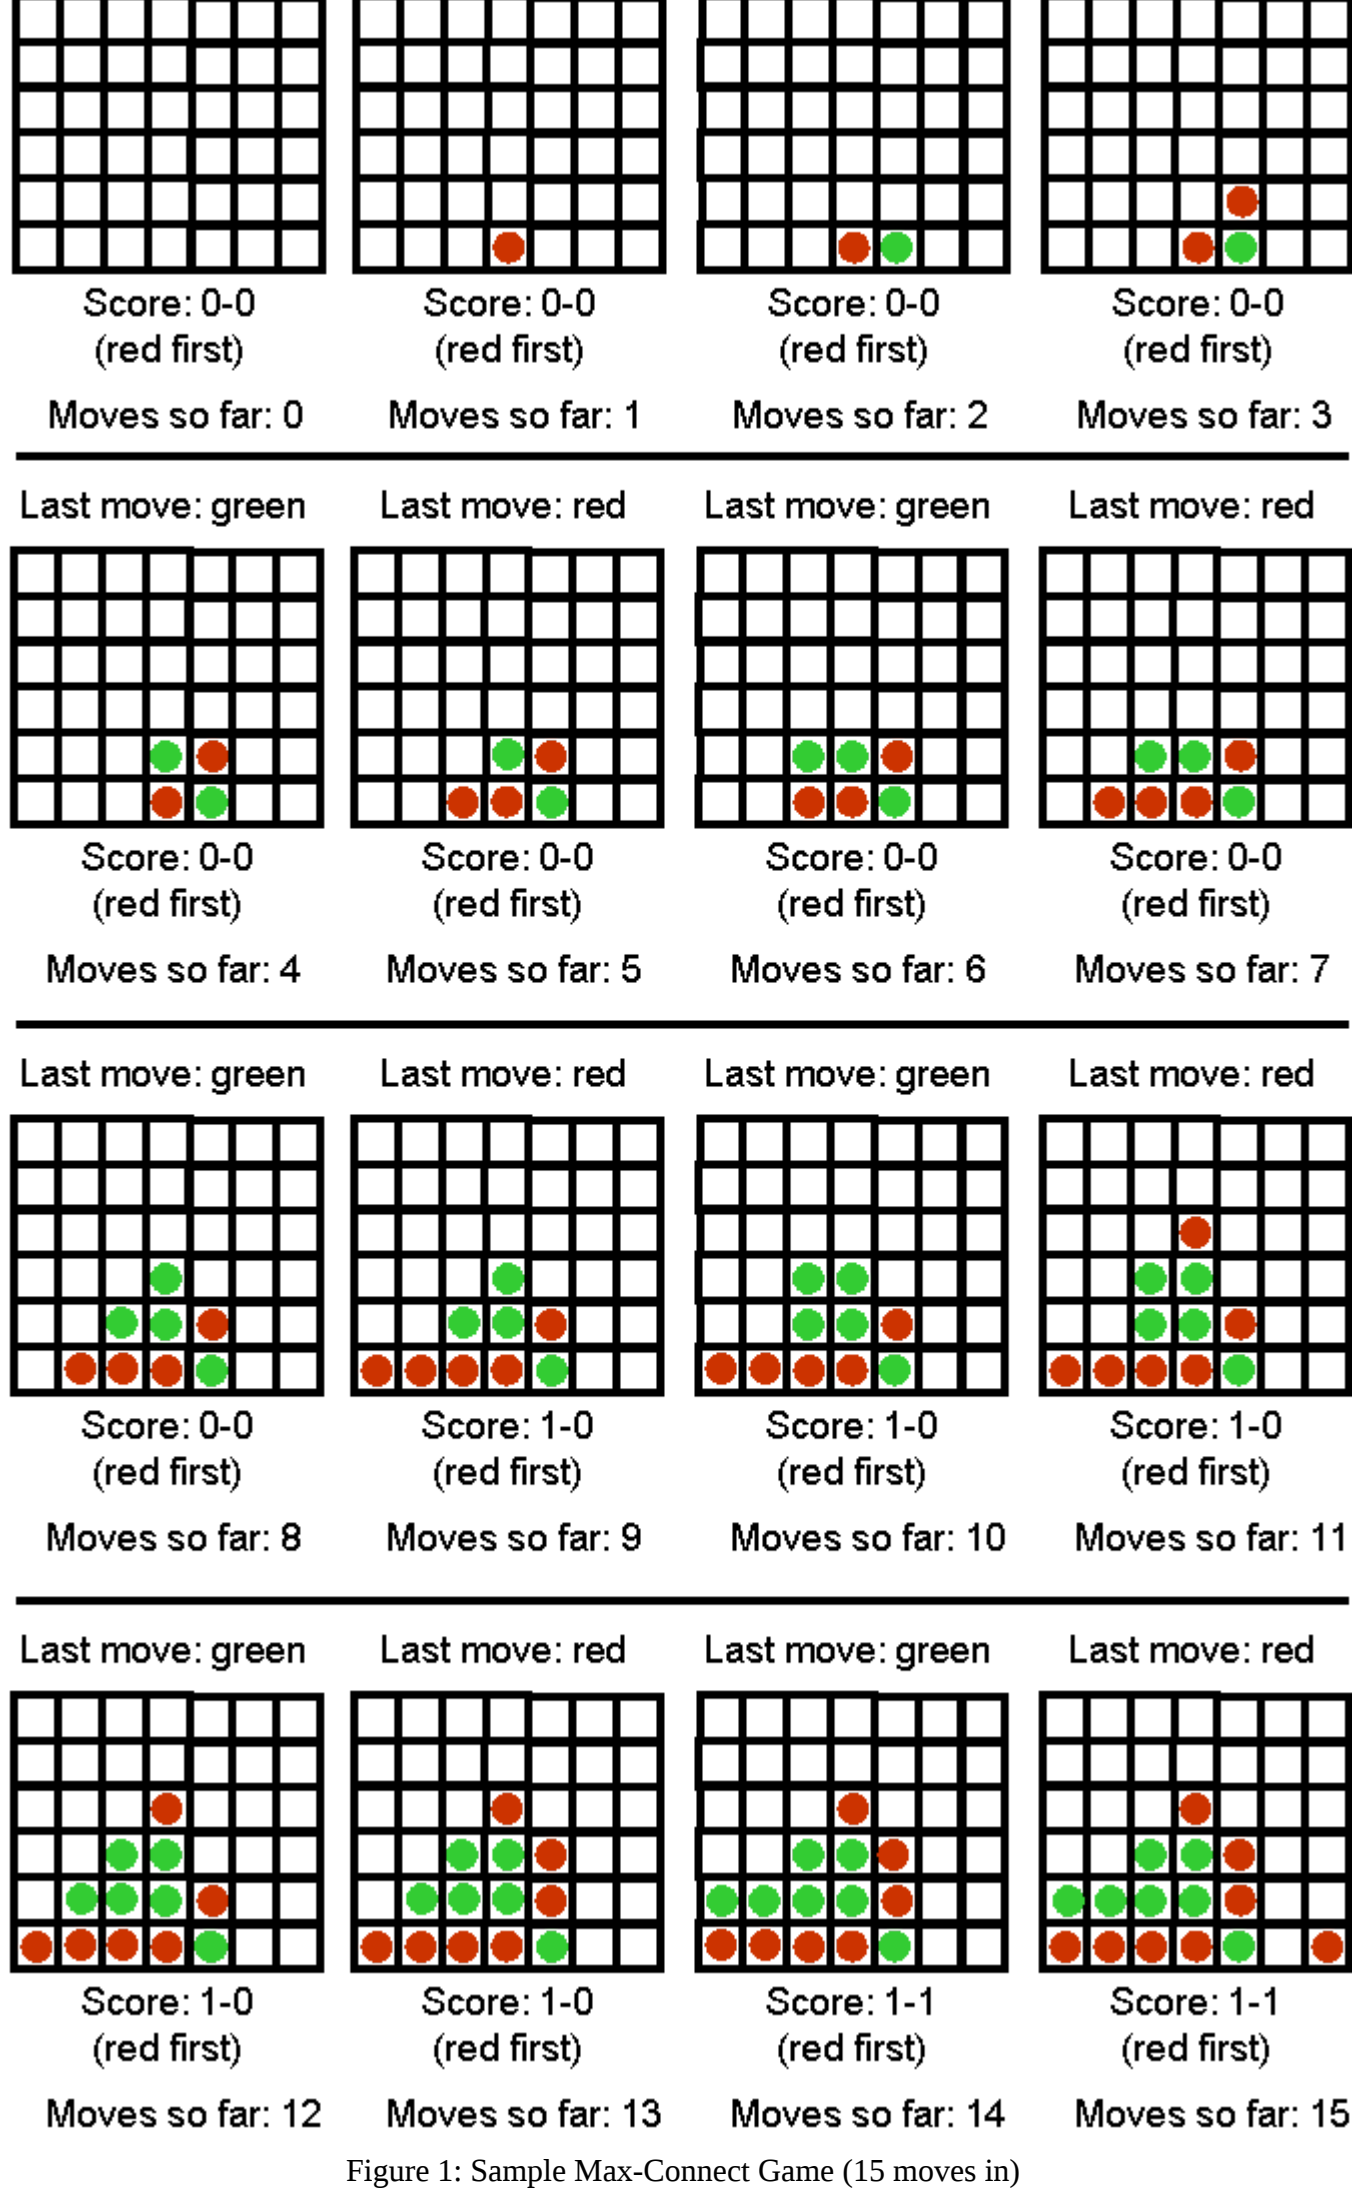 Score: 0-0 Score: 0-0 Score: 0-0 Score: 0-0
(red first) (red first) (red first) (red first)
Moves so far: 0 Moves so far: 1 Moves so far: 2 Moves so far: 3
Last move: green Last move: red Last move: green Last move: red
Score: 0-0 Score: 0-0 Score: 0-0 Score: 0-0
(red first) (red first) (red first) (red first)
Moves so far: 4 Moves so far: 5 Moves so far: 6 Moves so far: 7
Last move: green Last move: red Last move: green Last move: red
Score: 0-0 Score: 1-0 Score: 1-0 Score: 1-0
(red first) (red first) (red first) (red first)
Moves so far: 8 Moves so far: 9 Moves so far: 10 Moves so far: 11
Last move: green Last move: red Last move: green Last move: red
Score: 1-0 Score: 1-0 Score: 1-1 Score: 1-1
(red first) (red first) (red first) (red first)
Moves so far: 12 Moves so far: 13 Moves so far: 14 Moves so far: 15
Figure 1: Sample Max-Connect Game (15 moves in)